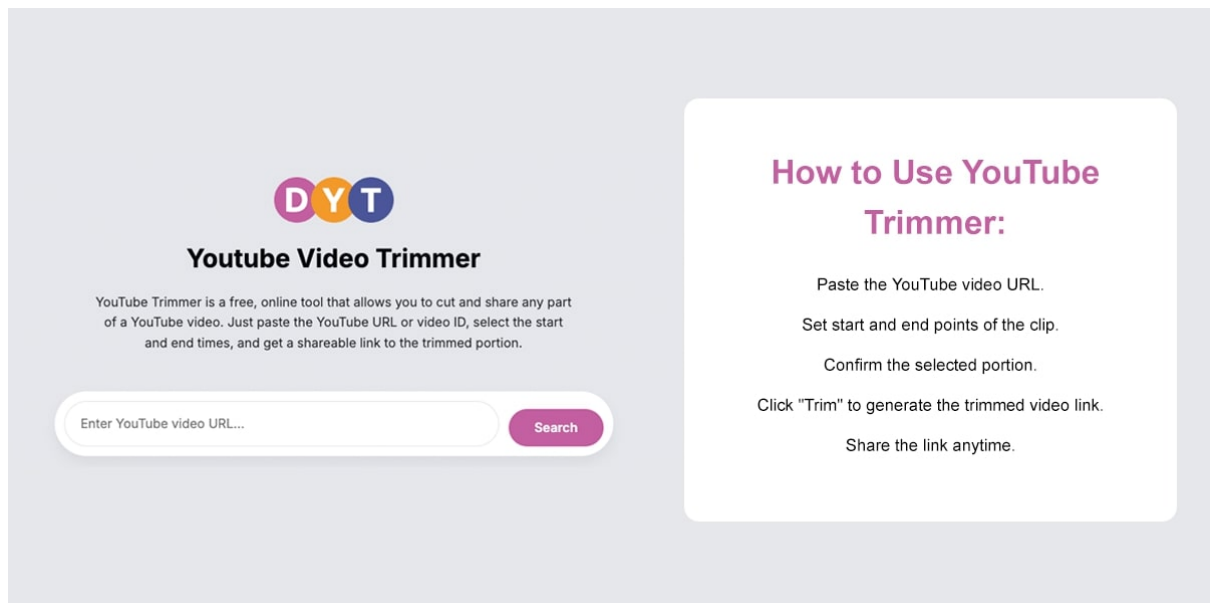 DYT
Youtube Video Trimmer
YouTube Trimmer is a free, online tool that allows you to cut and share any part
of a YouTube video. Just paste the YouTube URL or video ID, select the start
and end times, and get a shareable link to the trimmed portion.
Enter YouTube video URL...
Search
How to Use YouTube
Trimmer:
Paste the YouTube video URL.
Set start and end points of the clip.
Confirm the selected portion.
Click "Trim" to generate the trimmed video link.
Share the link anytime.